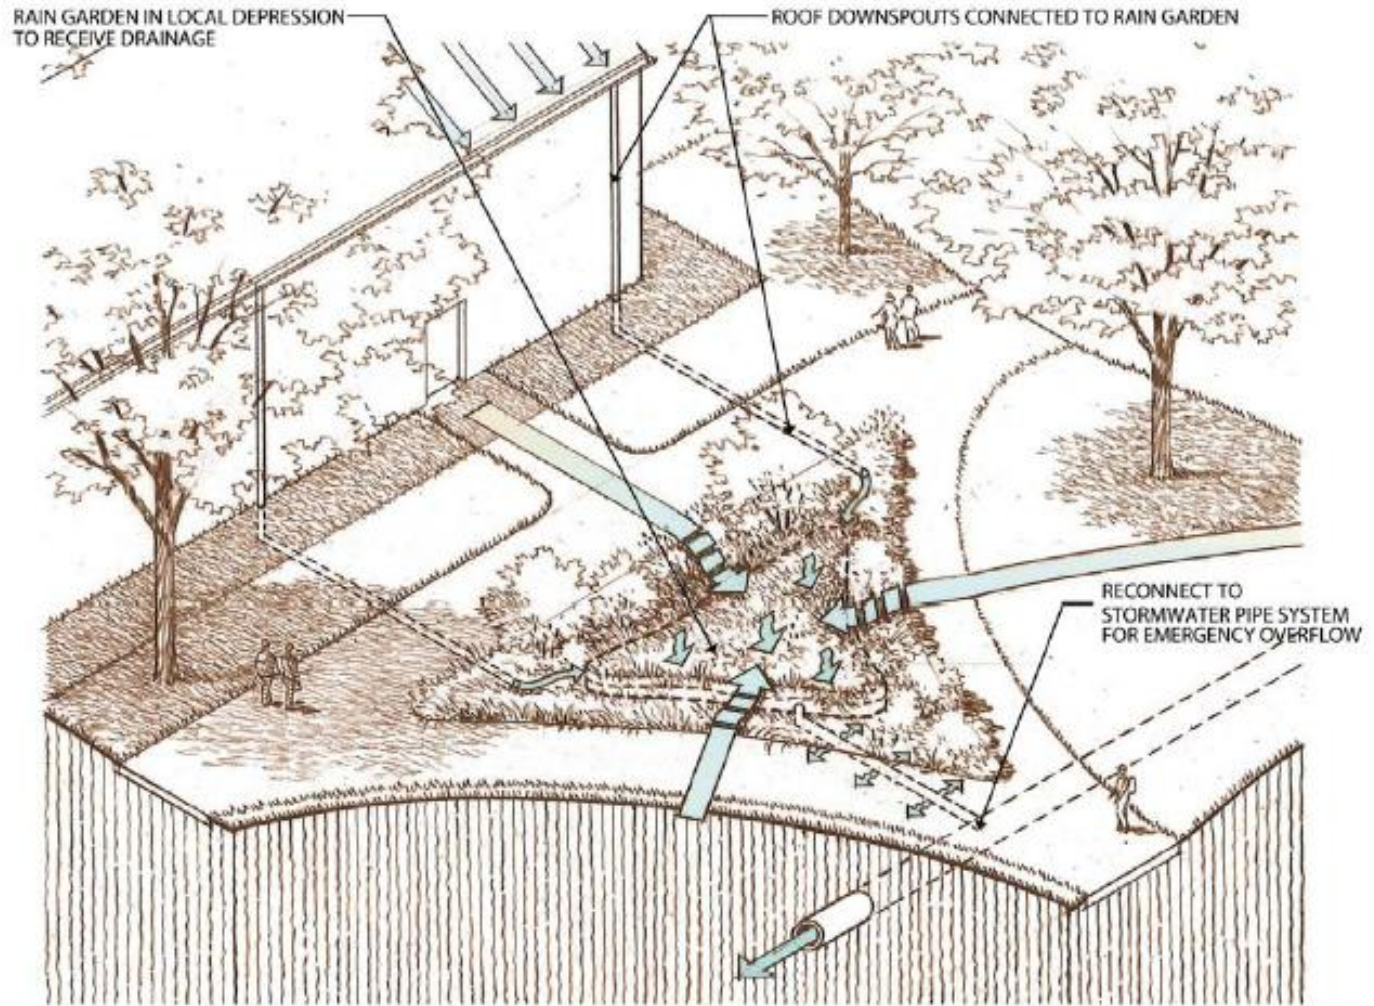 RAIN GARDEN IN LOCAL DEPRESSION
TO RECEIVE DRAINAGE
ROOF DOWNSPOUTS CONNECTED TO RAIN GARDEN
RECONNECT TO
STORMWATER PIPE SYSTEM
FOR EMERGENCY OVERFLOW